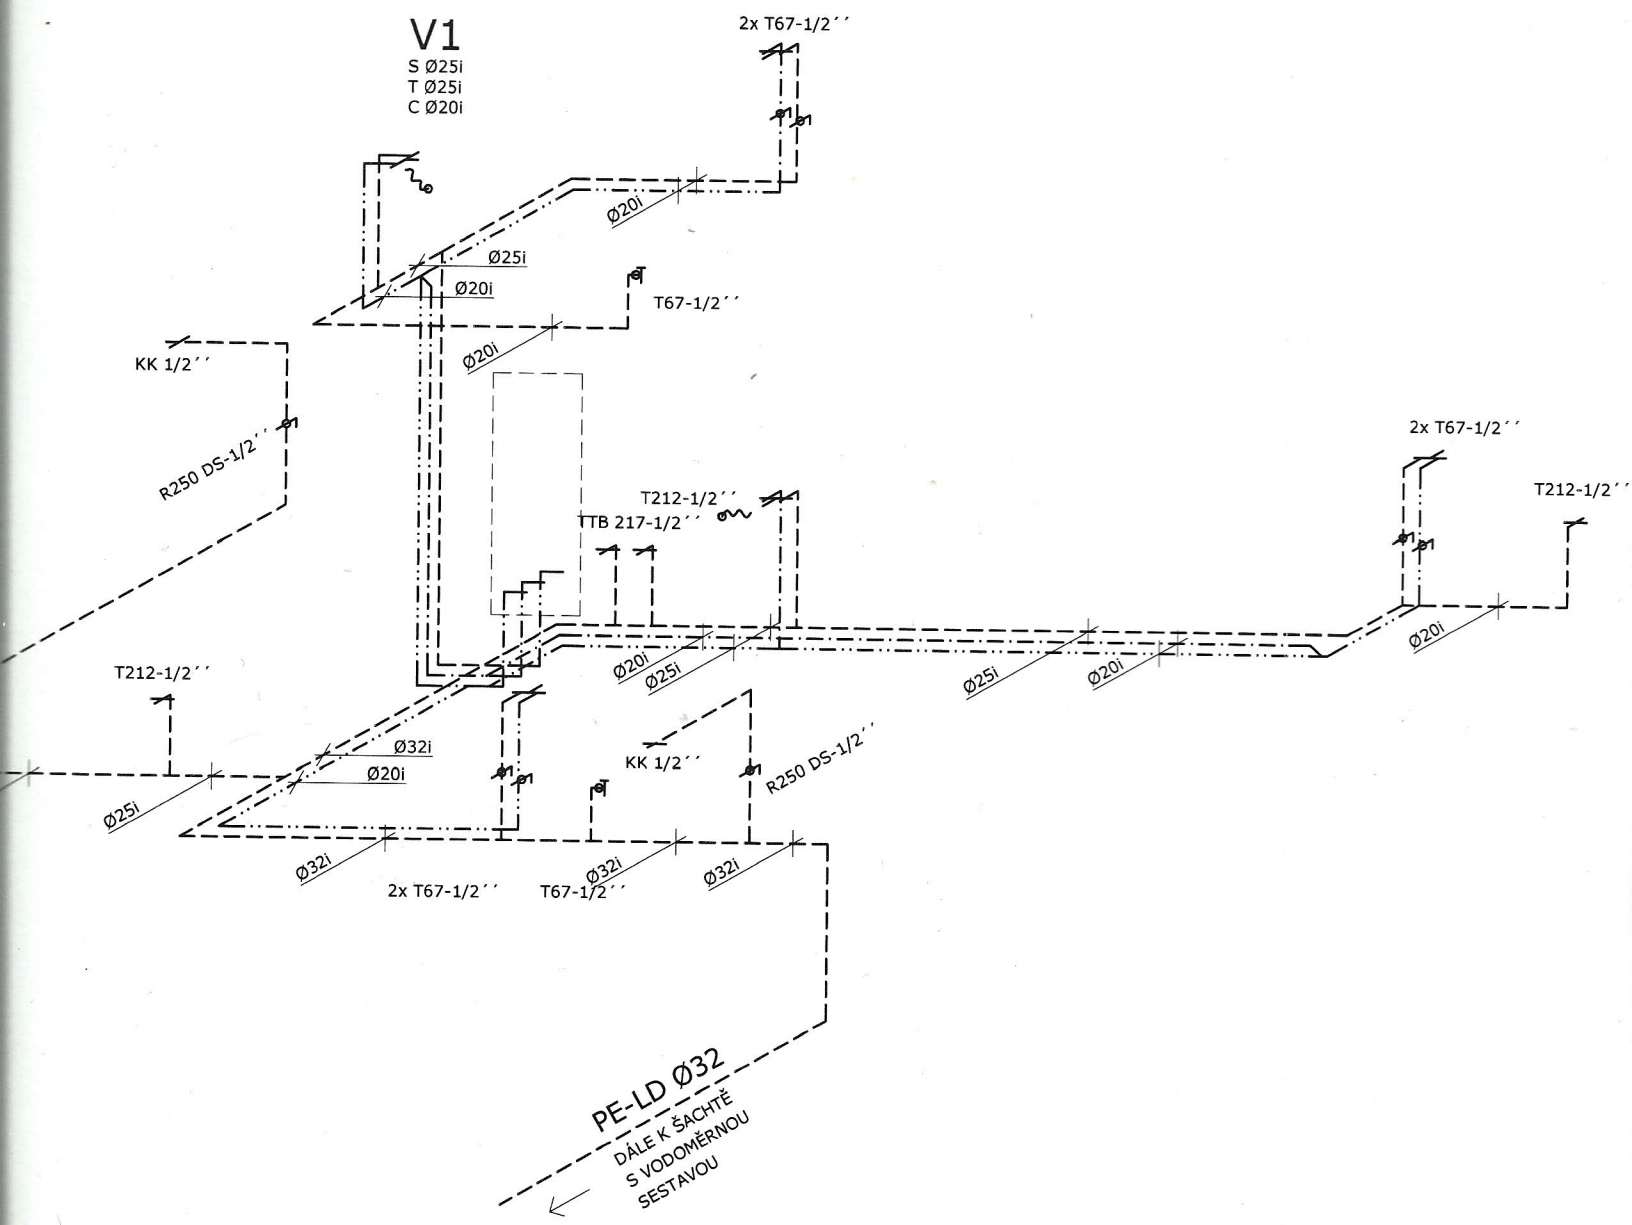 V1
S Ø25i
T Ø25i
C Ø20i
2x T67-1/2´´
Ø20i
Ø25i
Ø20i
T67-1/2´´
Ø20i
KK 1/2´´
R250 DS-1/2´´
2x T67-1/2´´
T212-1/2´´
T212-1/2´´
TTB 217-1/2´´
Ø20i
Ø25i
Ø25i
Ø20i
Ø20i
T212-1/2´´
Ø32i
Ø20i
KK 1/2´´
R250 DS-1/2´´
Ø25i
Ø32i
Ø32i
Ø32i
2x T67-1/2´´
T67-1/2´´
PE-LD Ø32
DÁLE K ŠACHTĚ
S VODOMĚRNOU
SESTAVOU